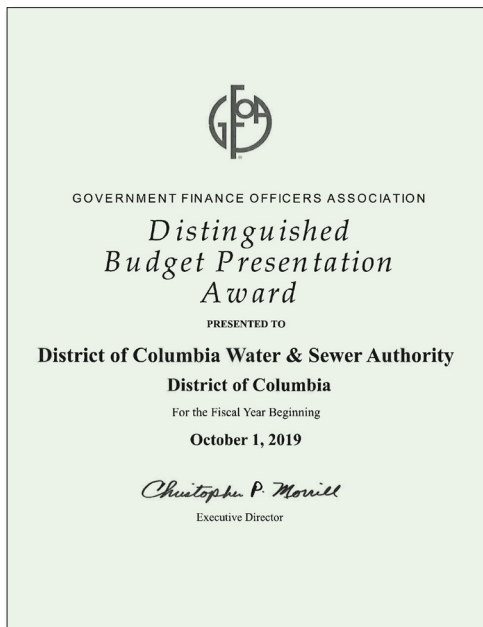 GFOA
GOVERNMENT FINANCE OFFICERS ASSOCIATION
Distinguished
Budget Presentation
Award
PRESENTED TO
District of Columbia Water & Sewer Authority
District of Columbia
For the Fiscal Year Beginning
October 1, 2019
Christopher P. Morrill
Executive Director